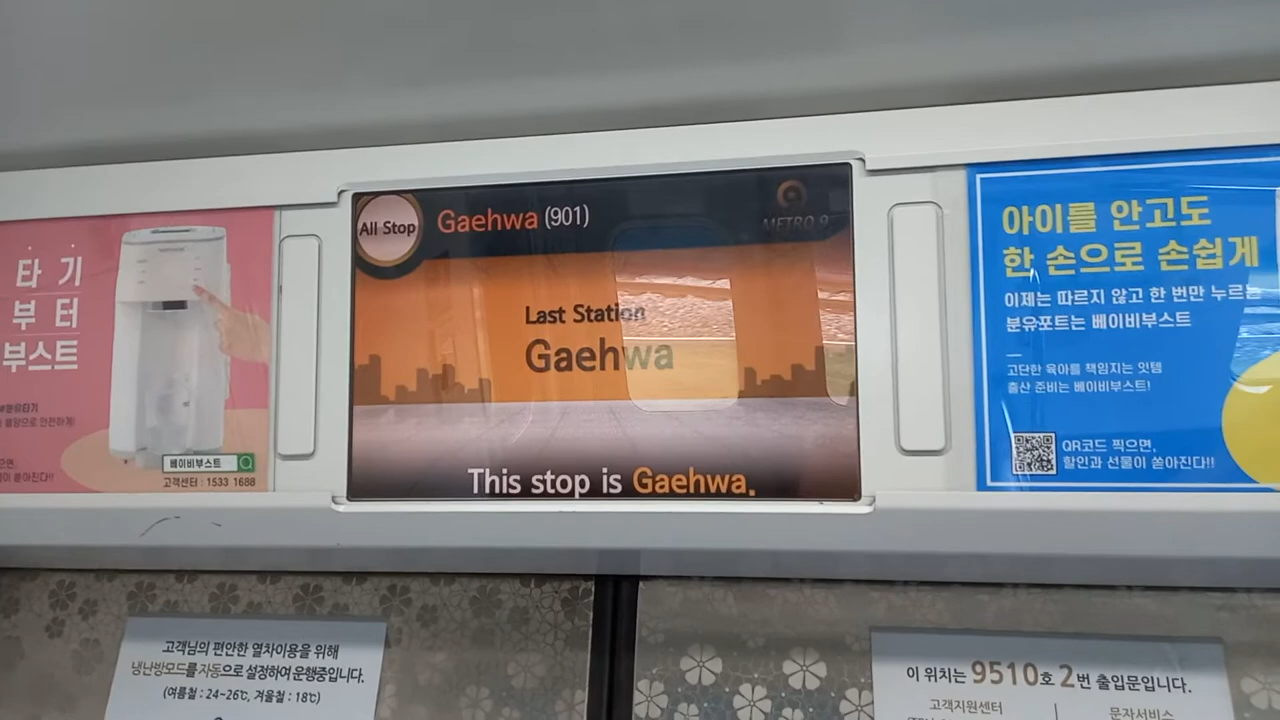 타 기
부 터
부스트
베이비부스트
고객센터 : 1533 1688
All Stop
Gaehwa (901)
METRO 9
Last Station
Gaehwa
This stop is Gaehwa.
아이를 안고도
한 손으로 손쉽게
이제는 따르지 않고 한 번만 누르는
분유포트는 베이비부스트
고단한 육아를 책임지는 잇템
출산 준비는 베이비부스트!
QR코드 찍으면,
할인과 선물이 쏟아진다!!
고객님의 편안한 열차이용을 위해
냉난방모드를 자동으로 설정하여 운행중입니다.
(여름철 : 24~26℃, 겨울철 : 18℃)
이 위치는 9510호 2번 출입문입니다.
고객지원센터
문자서비스